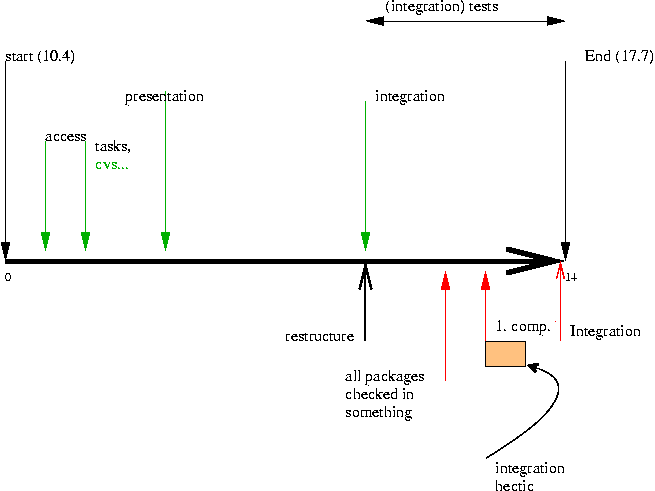 (integration) tests
start (10.4)
End (17.7)
presentation
integration
access
tasks,
cvs...
0
14
restructure
1. comp.
Integration
all packages
checked in
something
integration
hectic